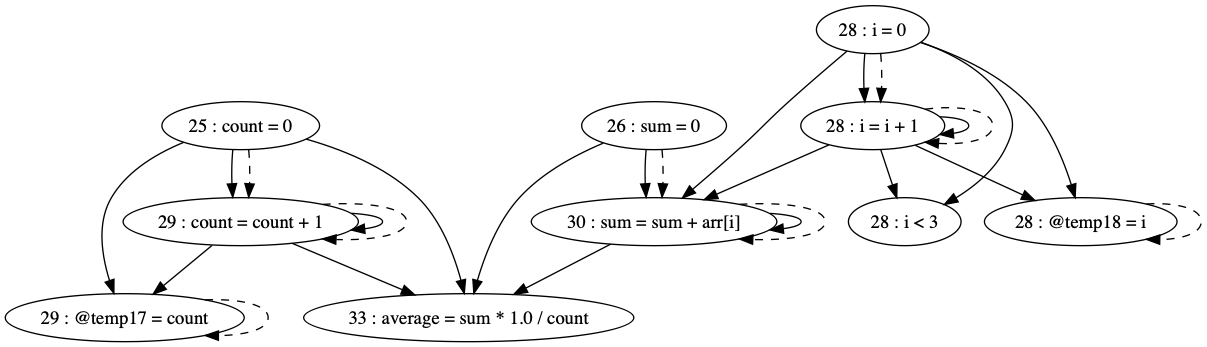 28 : i = 0
25 : count = 0
26 : sum = 0
28 : i = i + 1
29 : count = count + 1
30 : sum = sum + arr[i]
28 : i < 3
28 : @temp18 = i
29 : @temp17 = count
33 : average = sum * 1.0 / count